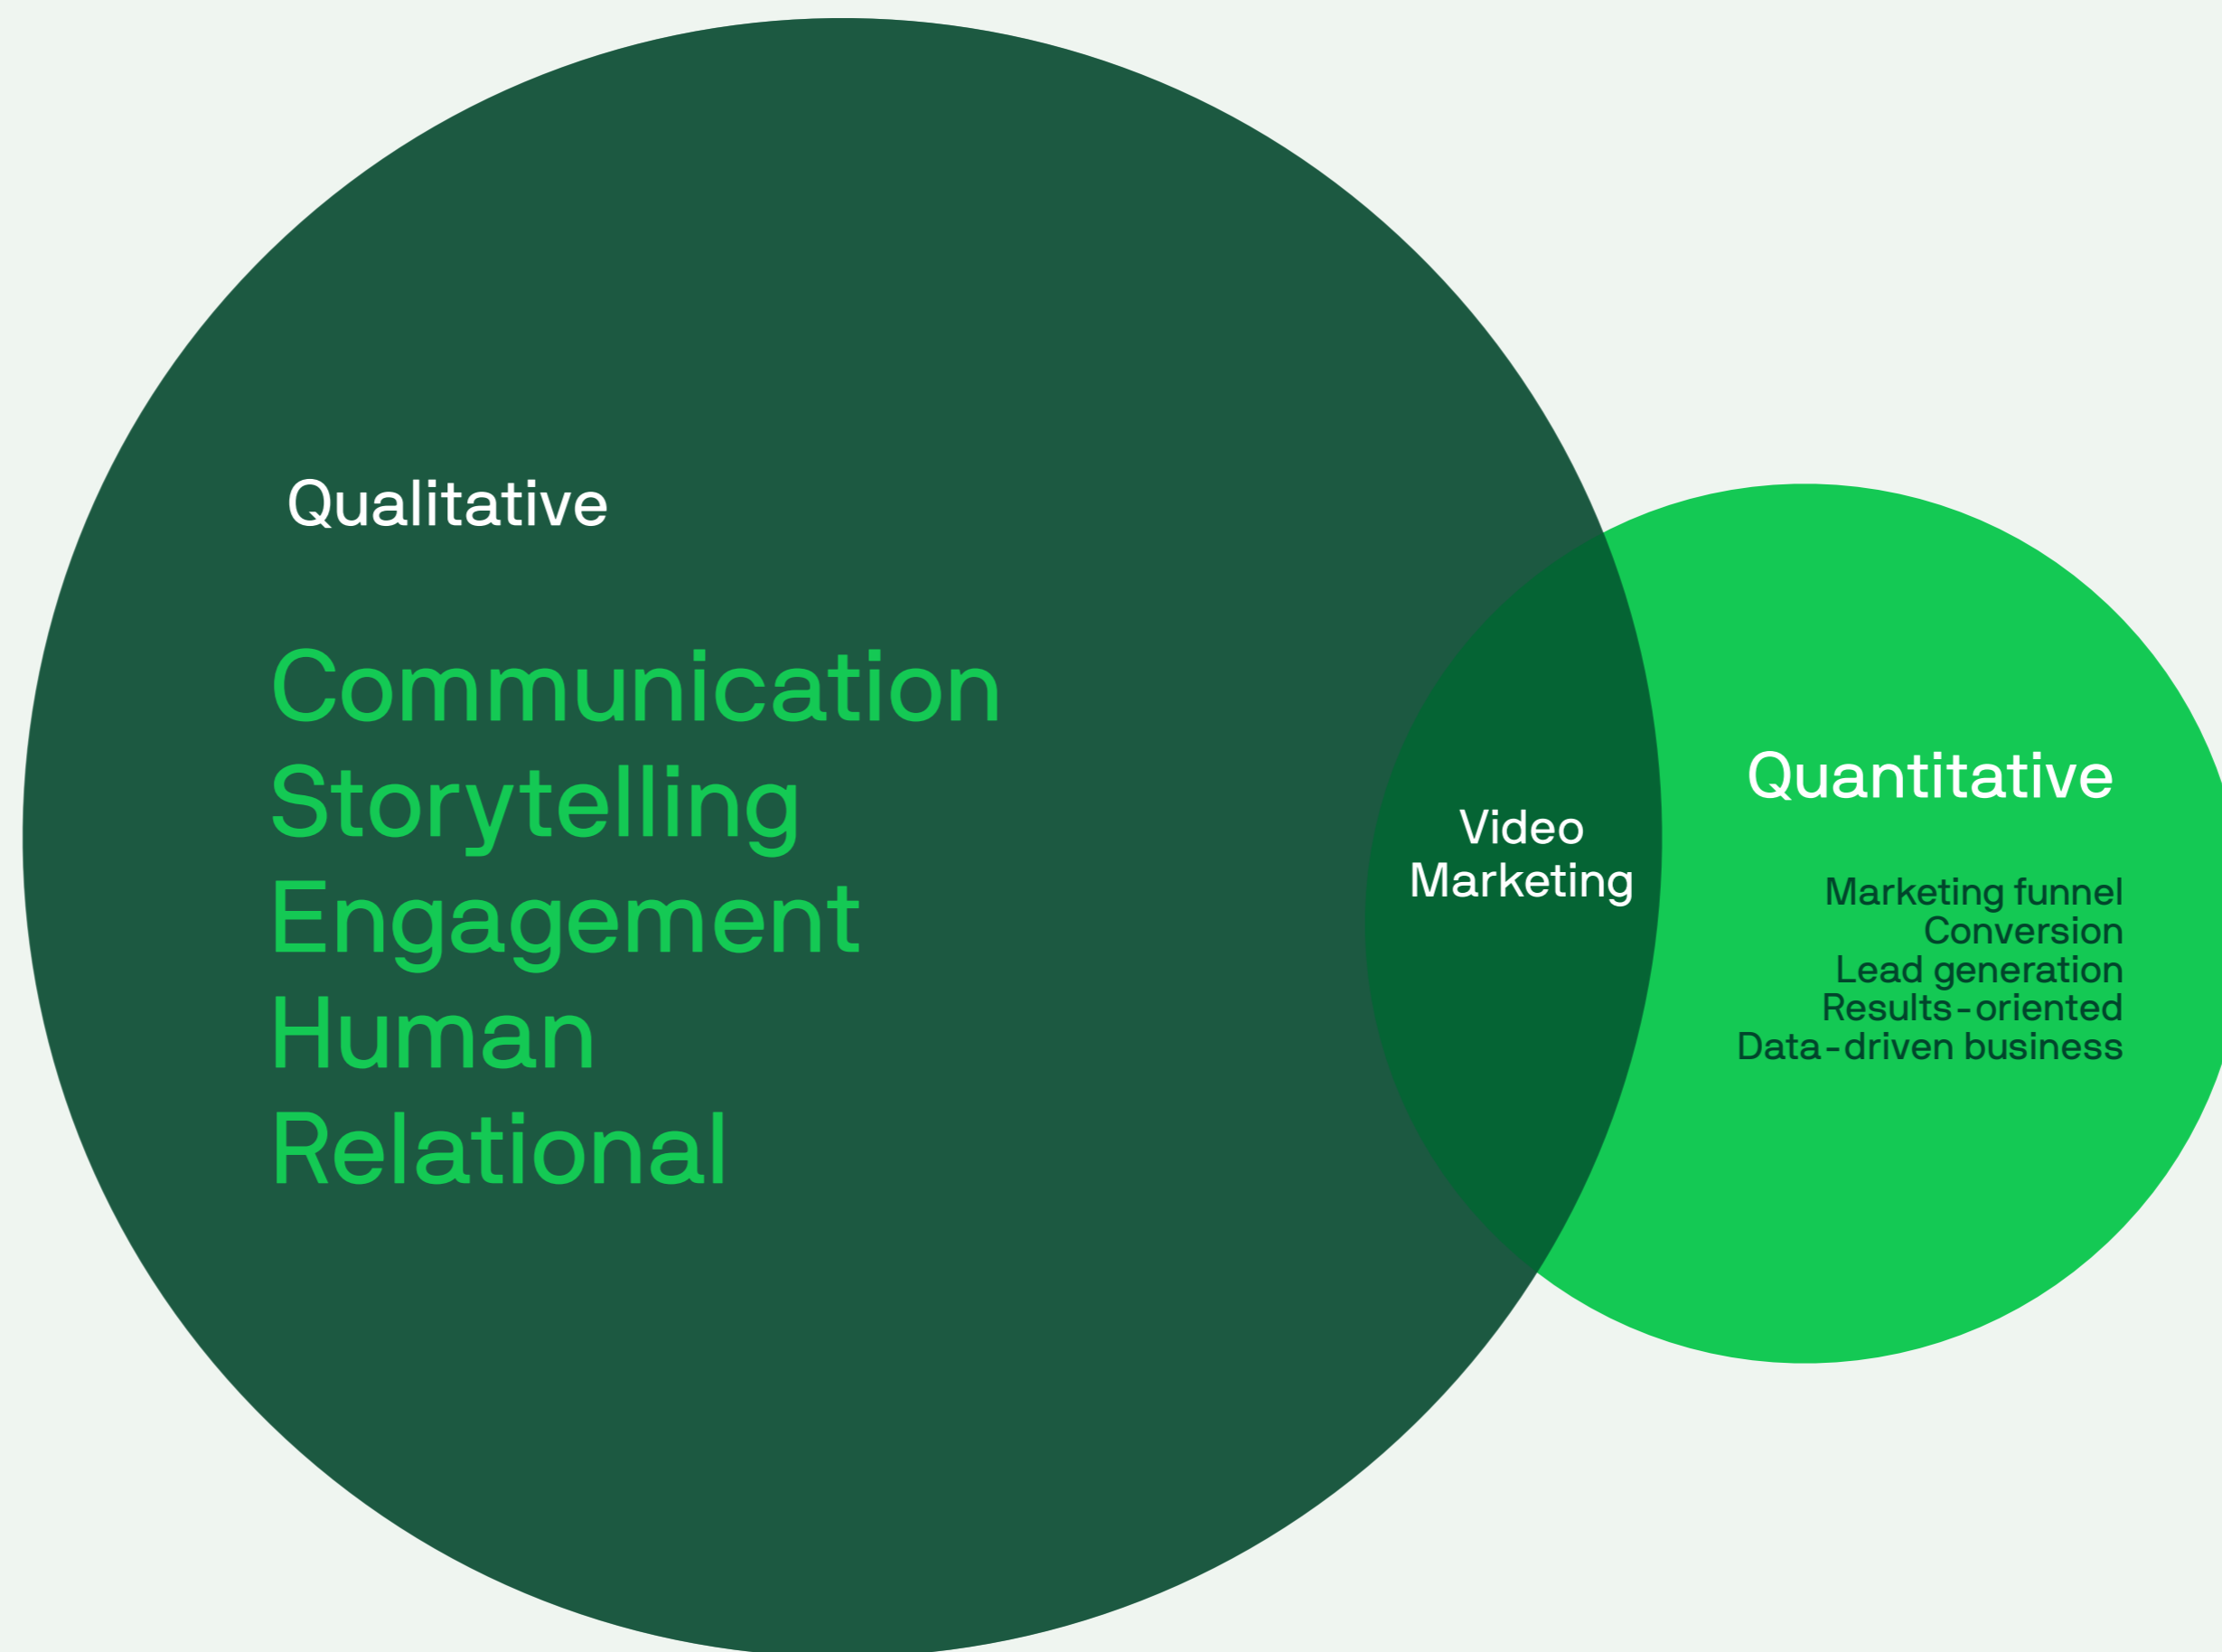 Qualitative
Communication
Storytelling
Engagement
Human
Relational
Video
Marketing
Quantitative
Marketing funnel
Conversion
Lead generation
Results-oriented
Data-driven business